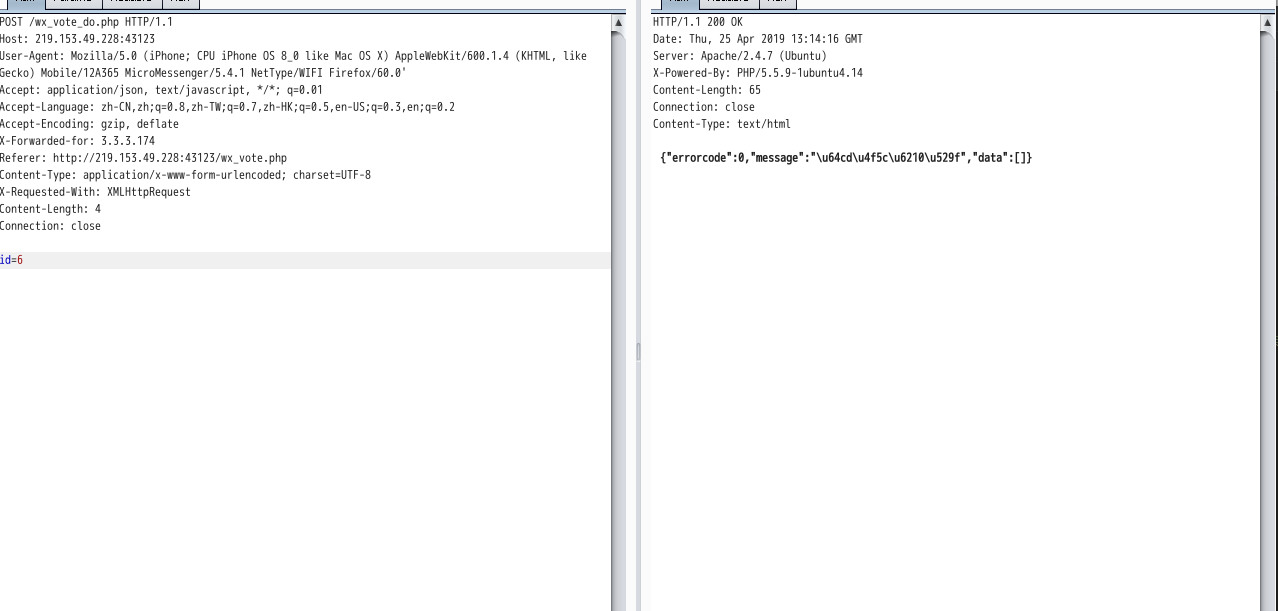 POST /wx_vote_do.php HTTP/1.1
Host: 219.153.49.228:43123
User-Agent: Mozilla/5.0 (iPhone; CPU iPhone OS 8_0 like Mac OS X) AppleWebKit/600.1.4 (KHTML, like
Gecko) Mobile/12A365 MicroMessenger/5.4.1 NetType/WIFI Firefox/60.0'
Accept: application/json, text/javascript, */*; q=0.01
Accept-Language: zh-CN,zh;q=0.8,zh-TW;q=0.7,zh-HK;q=0.5,en-US;q=0.3,en;q=0.2
Accept-Encoding: gzip, deflate
X-Forwarded-for: 3.3.3.174
Referer: http://219.153.49.228:43123/wx_vote.php
Content-Type: application/x-www-form-urlencoded; charset=UTF-8
X-Requested-With: XMLHttpRequest
Content-Length: 4
Connection: close
id=6
HTTP/1.1 200 OK
Date: Thu, 25 Apr 2019 13:14:16 GMT
Server: Apache/2.4.7 (Ubuntu)
X-Powered-By: PHP/5.5.9-1ubuntu4.14
Content-Length: 65
Connection: close
Content-Type: text/html
{"errorcode":0,"message":"\u64cd\u4f5c\u6210\u529f","data":[]}